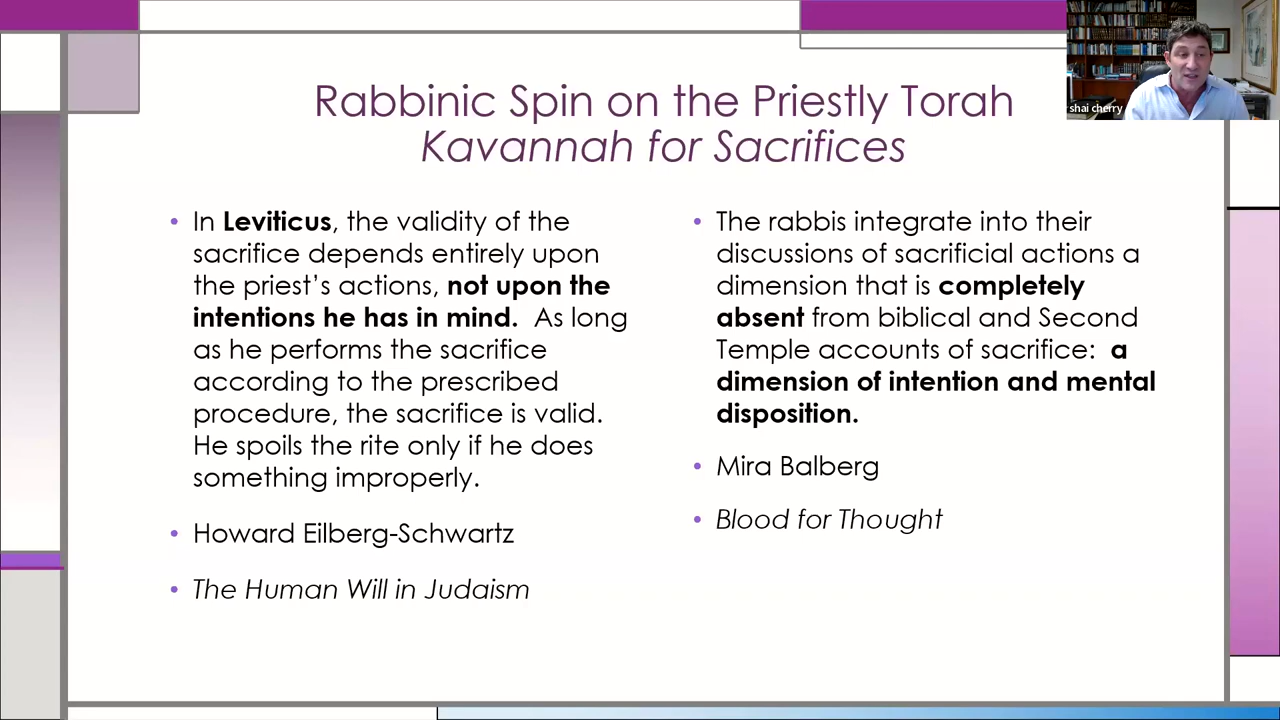 Rabbinic Spin on the Priestly Torah
Kavannah for Sacrifices
shai cherry
• In Leviticus, the validity of the
sacrifice depends entirely upon
the priest's actions, not upon the
intentions he has in mind.  As long
as he performs the sacrifice
according to the prescribed
procedure, the sacrifice is valid.
He spoils the rite only if he does
something improperly.
• Howard Eilberg-Schwartz
• The Human Will in Judaism
• The rabbis integrate into their
discussions of sacrificial actions a
dimension that is completely
absent from biblical and Second
Temple accounts of sacrifice:  a
dimension of intention and mental
disposition.
• Mira Balberg
• Blood for Thought